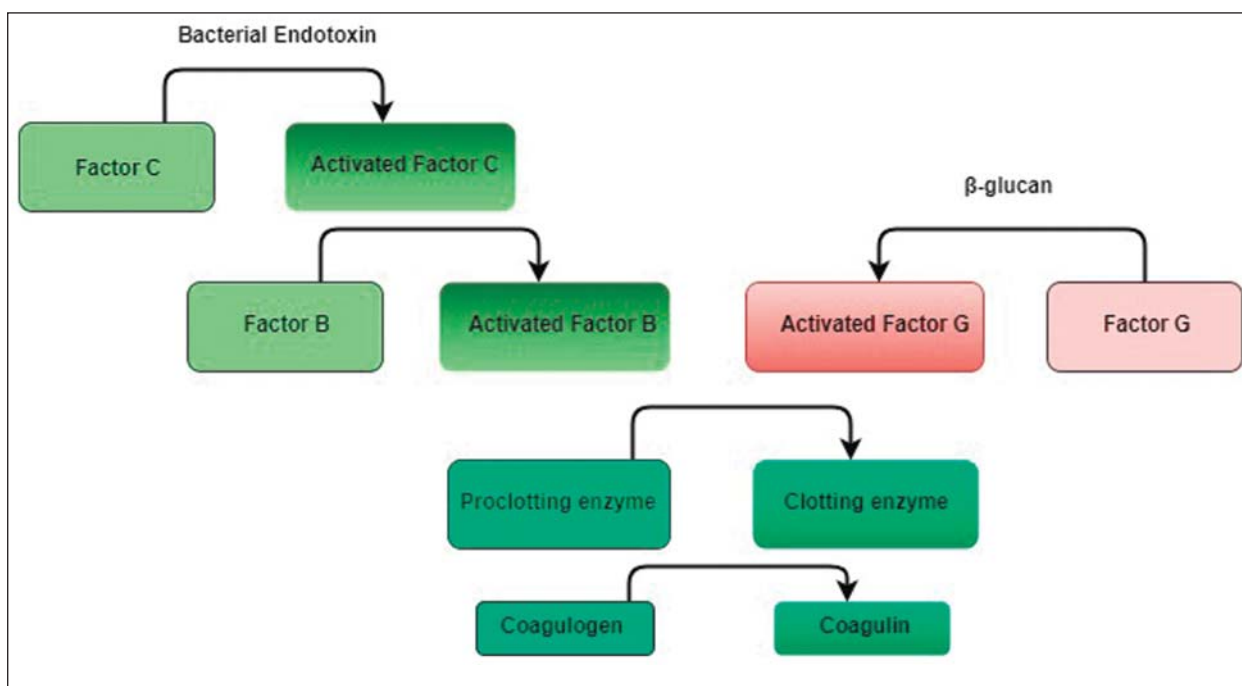 Bacterial Endotoxin
Factor C
Activated Factor C
β-glucan
Factor B
Activated Factor B
Activated Factor G
Factor G
Proclotting enzyme
Clotting enzyme
Coagulogen
Coagulin